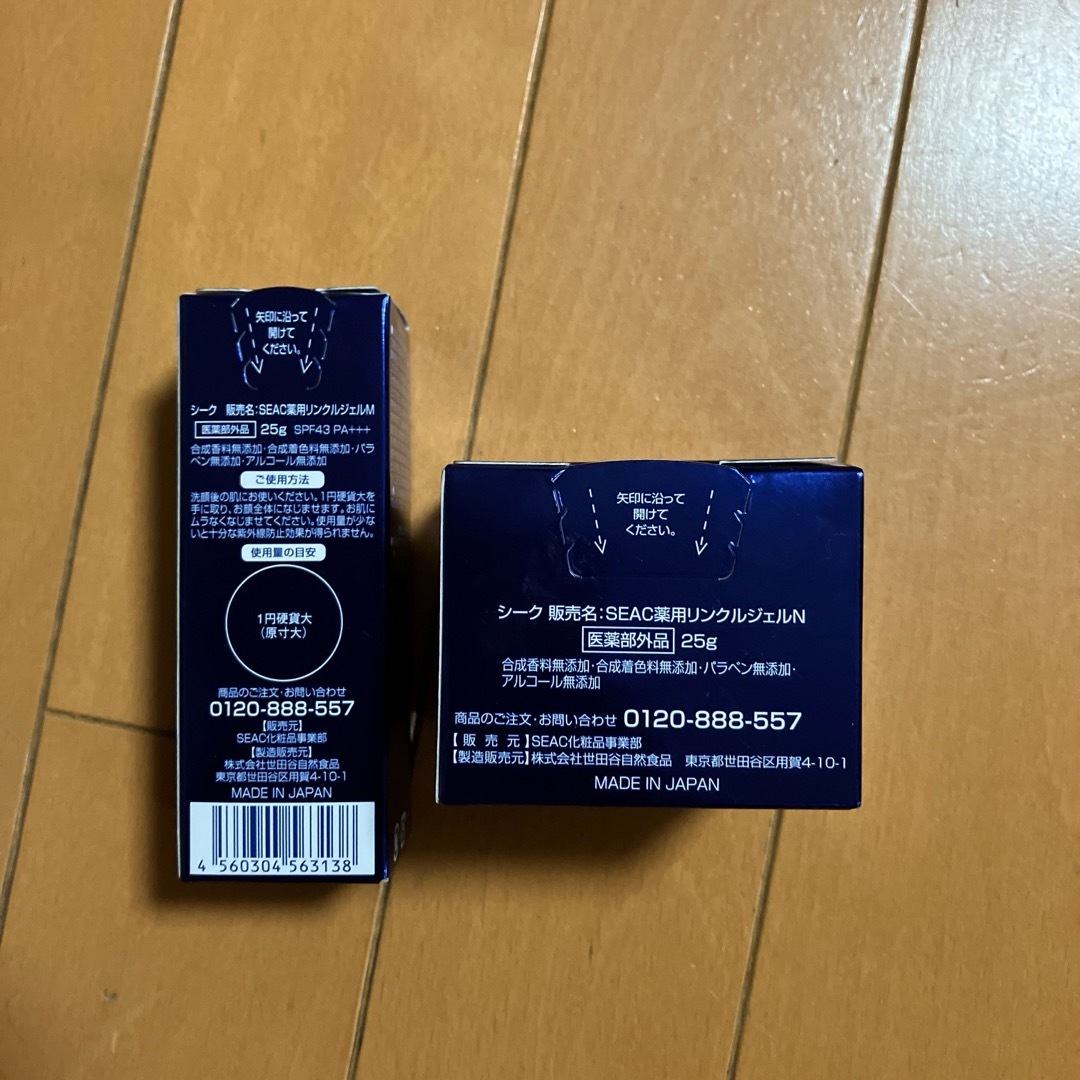 矢印に沿って
開けて
ください。
シーク 販売名:SEAC薬用リンクルジェルM
医薬部外品 25g SPF43 PA+++
合成香料無添加・合成着色料無添加・パラ
ベン無添加・アルコール無添加
ご使用方法
洗顔後の肌にお使いください。1円硬貨大を
手に取り、お顔全体になじませます。お肌に
ムラなくなじませてください。使用量が少な
いと十分な紫外線防止効果が得られません。
使用量の目安
1円硬貨大
(原寸大)
商品のご注文・お問い合わせ
0120-888-557
【販売元】
SEAC化粧品事業部
【製造販売元】
株式会社世田谷自然食品
東京都世田谷区用賀4-10-1
MADE IN JAPAN
4 560304 563138
矢印に沿って
開けて
ください。
シーク 販売名:SEAC薬用リンクルジェルN
医薬部外品 25g
合成香料無添加・合成着色料無添加・パラベン無添加・
アルコール無添加
商品のご注文・お問い合わせ 0120-888-557
【販売元】SEAC化粧品事業部
【製造販売元】株式会社世田谷自然食品 東京都世田谷区用賀4-10-1
MADE IN JAPAN